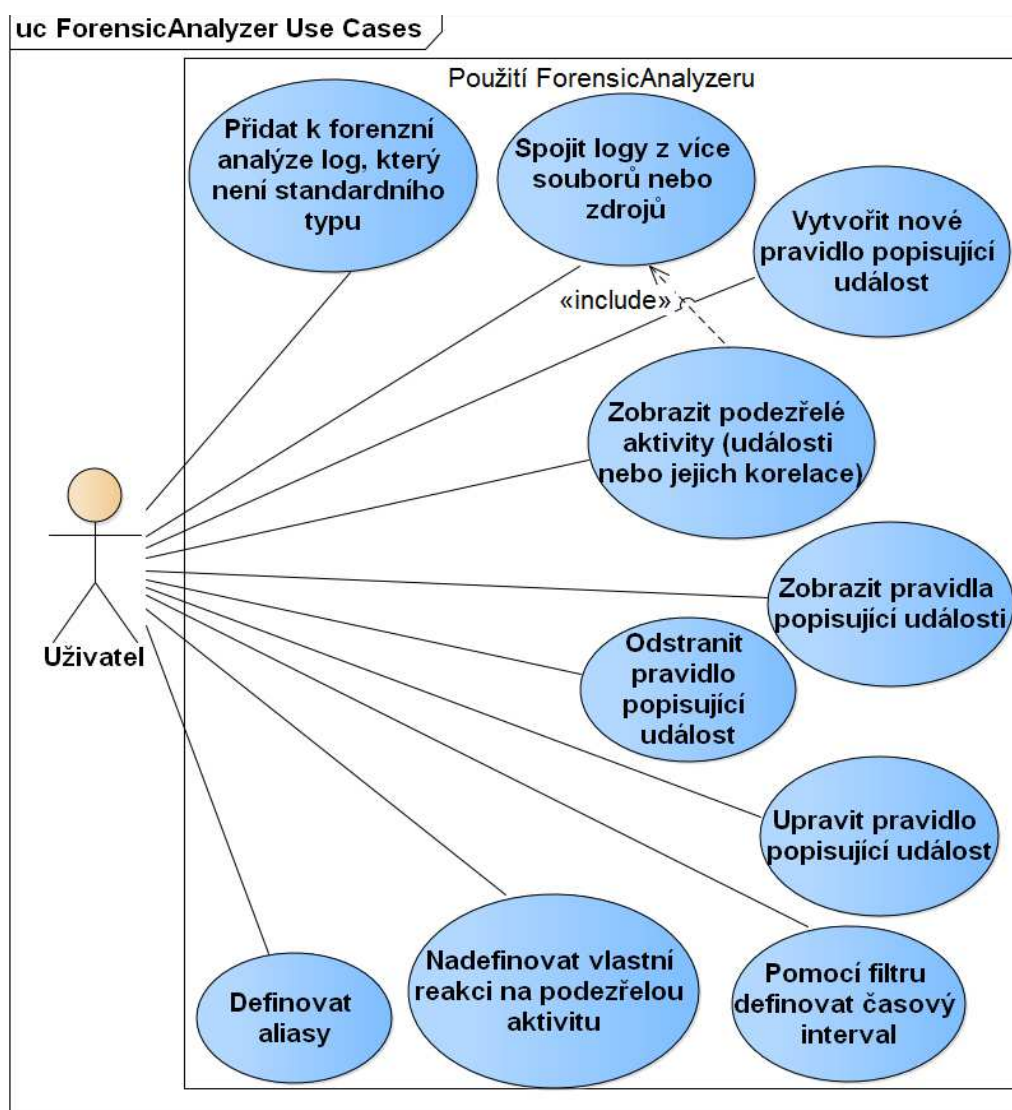 uc ForensicAnalyzer Use Cases
Použití ForensicAnalyzeru
Přidat k forenzní
analýze log, který
není standardního
typu
Spojit logy z více
souborů nebo
zdrojů
Vytvořit nové
pravidlo popisující
událost
«include»
Zobrazit podezřelé
aktivity (události
nebo jejich korelace)
Uživatel
Zobrazit pravidla
popisující události
Odstranit
pravidlo
popisující
událost
Upravit pravidlo
popisující událost
Nadefinovat vlastní
reakci na podezřelou
aktivitu
Pomocí filtru
definovat časový
interval
Definovat
aliasy